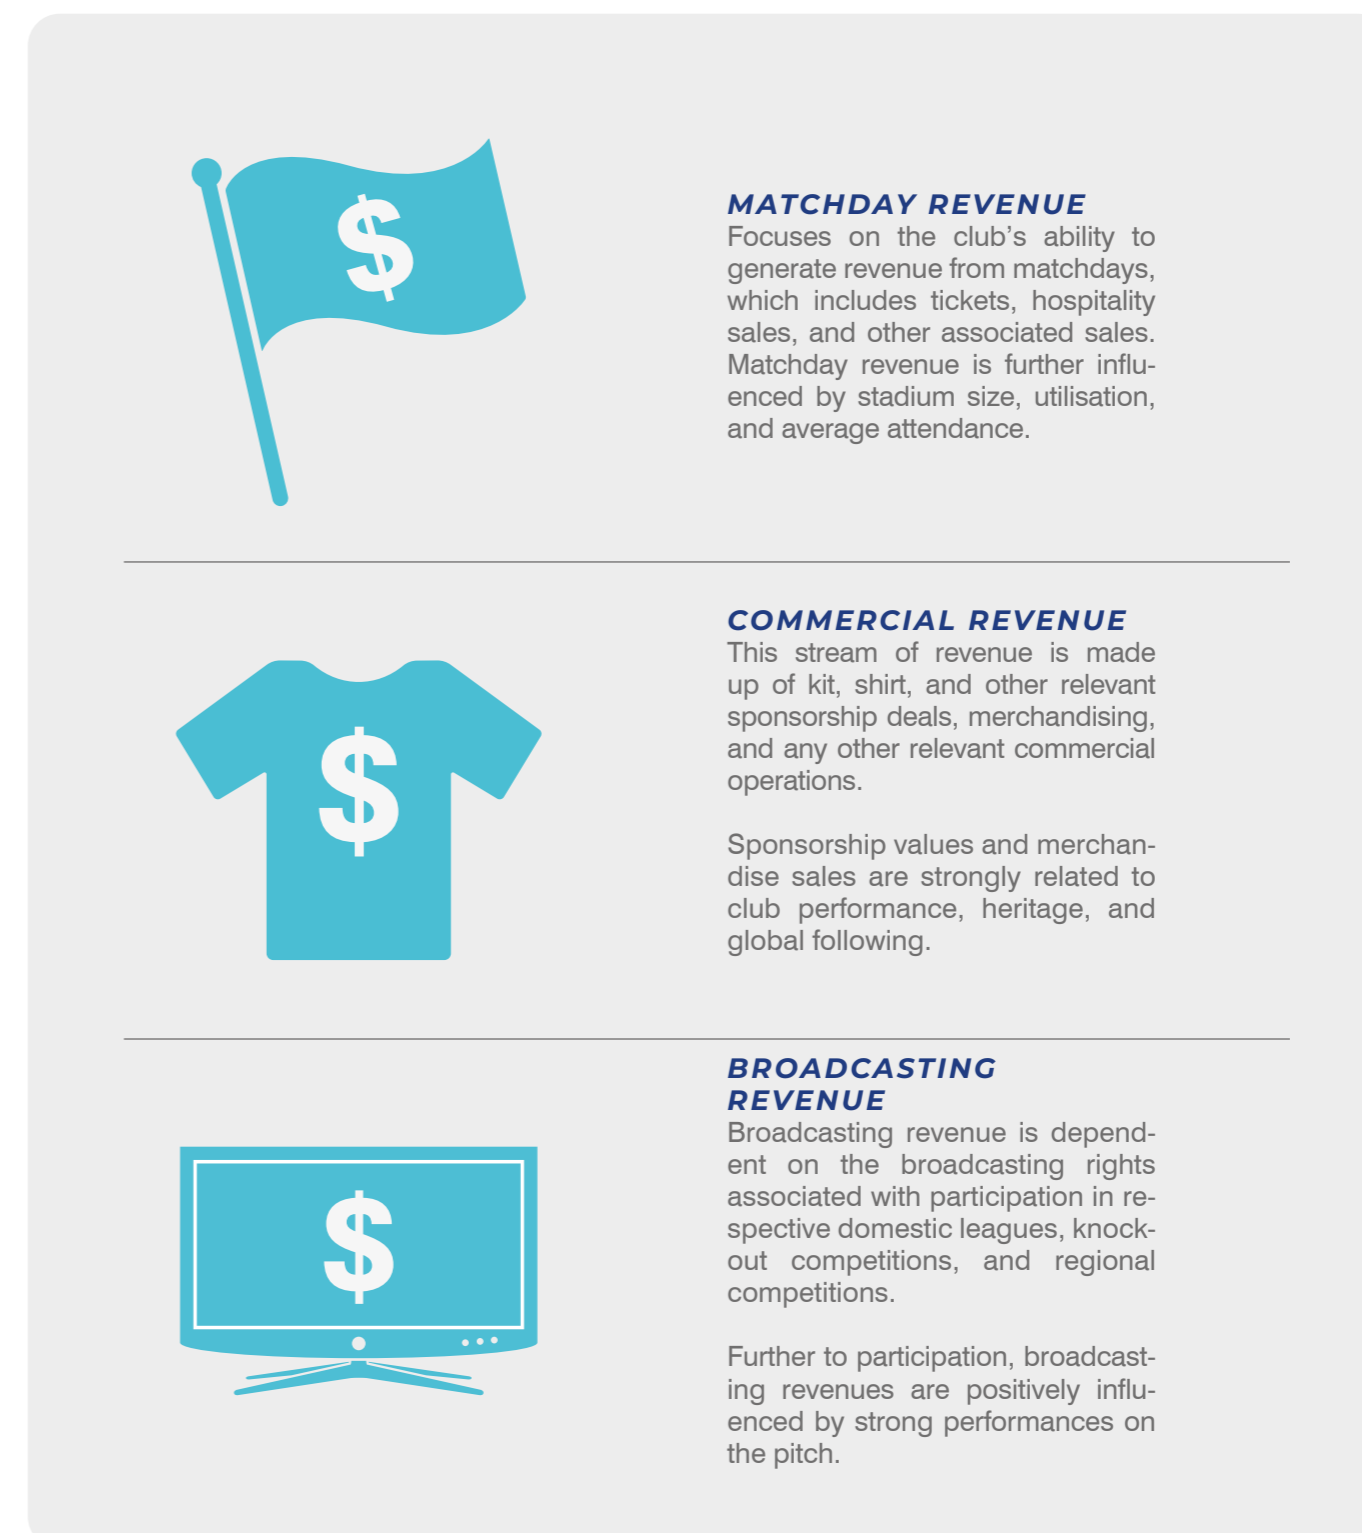 $
MATCHDAY REVENUE
Focuses on the club’s ability to
generate revenue from matchdays,
which includes tickets, hospitality
sales, and other associated sales.
Matchday revenue is further influ-
enced by stadium size, utilisation,
and average attendance.
$
COMMERCIAL REVENUE
This stream of revenue is made
up of kit, shirt, and other relevant
sponsorship deals, merchandising,
and any other relevant commercial
operations.
Sponsorship values and merchan-
dise sales are strongly related to
club performance, heritage, and
global following.
$
BROADCASTING
REVENUE
Broadcasting revenue is depend-
ent on the broadcasting rights
associated with participation in re-
spective domestic leagues, knock-
out competitions, and regional
competitions.
Further to participation, broadcast-
ing revenues are positively influ-
enced by strong performances on
the pitch.